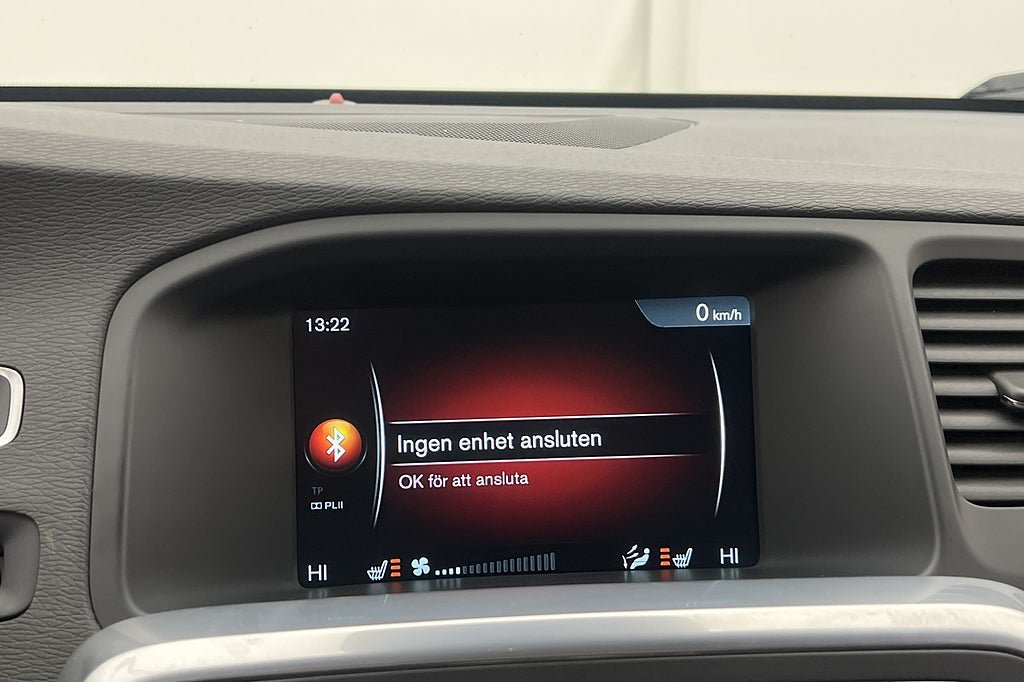 13:22
0 km/h
Ingen enhet ansluten
OK för att ansluta
TP
PLII
HI
HI